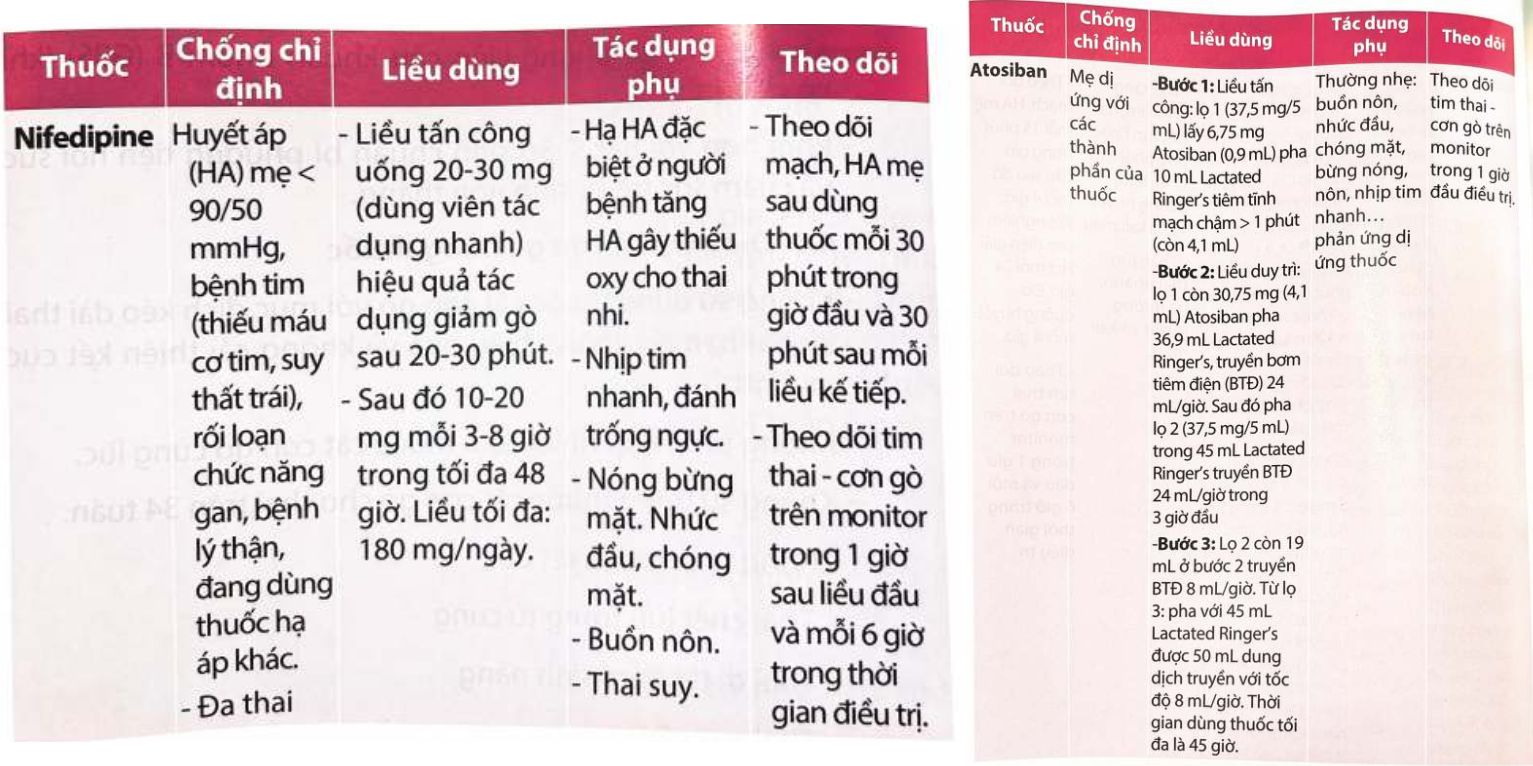 Thuốc
Chống chỉ
định
Liều dùng
Tác dụng
phụ
Theo dõi
Nifedipine
Huyết áp
(HA) mẹ <
90/50
mmHg,
bệnh tim
(thiếu máu
cơ tim, suy
thất trái),
rối loạn
chức năng
gan, bệnh
lý thận,
đang dùng
thuốc hạ
áp khác.
- Đa thai
- Liều tấn công
uống 20-30 mg
(dùng viên tác
dụng nhanh)
hiệu quả tác
dụng giảm gò
sau 20-30 phút.
- Sau đó 10-20
mg mỗi 3-8 giờ
trong tối đa 48
giờ. Liều tối đa:
180 mg/ngày.
- Hạ HA đặc
biệt ở người
bệnh tăng
HA gây thiếu
oxy cho thai
nhi.
- Nhịp tim
nhanh, đánh
trống ngực.
- Nóng bừng
mặt. Nhức
đầu, chóng
mặt.
- Buồn nôn.
- Thai suy.
- Theo dõi
mạch, HA mẹ
sau dùng
thuốc mỗi 30
phút trong
giờ đầu và 30
phút sau mỗi
liều kế tiếp.
- Theo dõi tim
thai - cơn gò
trên monitor
trong 1 giờ
sau liều đầu
và mỗi 6 giờ
trong thời
gian điều trị.
Thuốc
Chống
chỉ định
Liều dùng
Tác dụng
phụ
Theo dõi
Atosiban
Mẹ dị
ứng với
các
thành
phần của
thuốc
-Bước 1: Liều tấn
công: lọ 1 (37,5 mg/5
mL) lấy 6,75 mg
Atosiban (0,9 mL) pha
10 mL Lactated
Ringer's tiêm tĩnh
mạch chậm > 1 phút
(còn 4,1 mL)
-Bước 2: Liều duy trì:
lọ 1 còn 30,75 mg (4,1
mL) Atosiban pha
36,9 mL Lactated
Ringer's, truyền bơm
tiêm điện (BTĐ) 24
mL/giờ. Sau đó pha
lọ 2 (37,5 mg/5 mL)
trong 45 mL Lactated
Ringer's truyền BTĐ
24 mL/giờ trong
3 giờ đầu
-Bước 3: Lọ 2 còn 19
mL ở bước 2 truyền
BTĐ 8 mL/giờ. Từ lọ
3: pha với 45 mL
Lactated Ringer's
được 50 mL dung
dịch truyền với tốc
độ 8 mL/giờ. Thời
gian dùng thuốc tối
đa là 45 giờ.
Thường nhẹ:
buồn nôn,
nhức đầu,
chóng mặt,
bừng nóng,
nôn, nhịp tim
nhanh...
phản ứng dị
ứng thuốc
Theo dõi
tim thai -
cơn gò trên
monitor
trong 1 giờ
đầu điều trị.